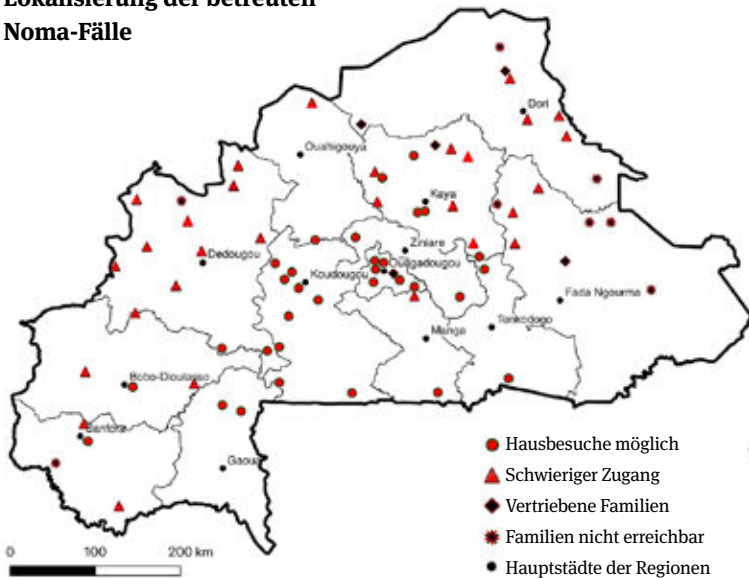 Lokalisierung der betreuten
Noma-Fälle
Dori
Ouahigouya
Kaya
Ziniare
Dedougou
Ouagadougou
Koudougou
Fada Ngourma
Tenkodogo
Manga
Bobo-Dioulasso
Banfora
Gaoua
Hausbesuche möglich
Schwieriger Zugang
Vertriebene Familien
Familien nicht erreichbar
Hauptstädte der Regionen
0 100 200 km